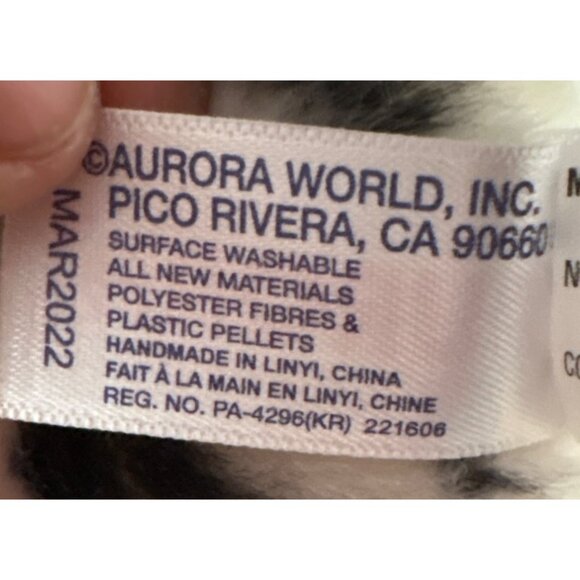 ©AURORA WORLD, INC.
PICO RIVERA, CA 90660
SURFACE WASHABLE
ALL NEW MATERIALS
POLYESTER FIBRES &
PLASTIC PELLETS
HANDMADE IN LINYI, CHINA
FAIT À LA MAIN EN LINYI, CHINE
REG. NO. PA-4296(KR) 221606
MAR2022